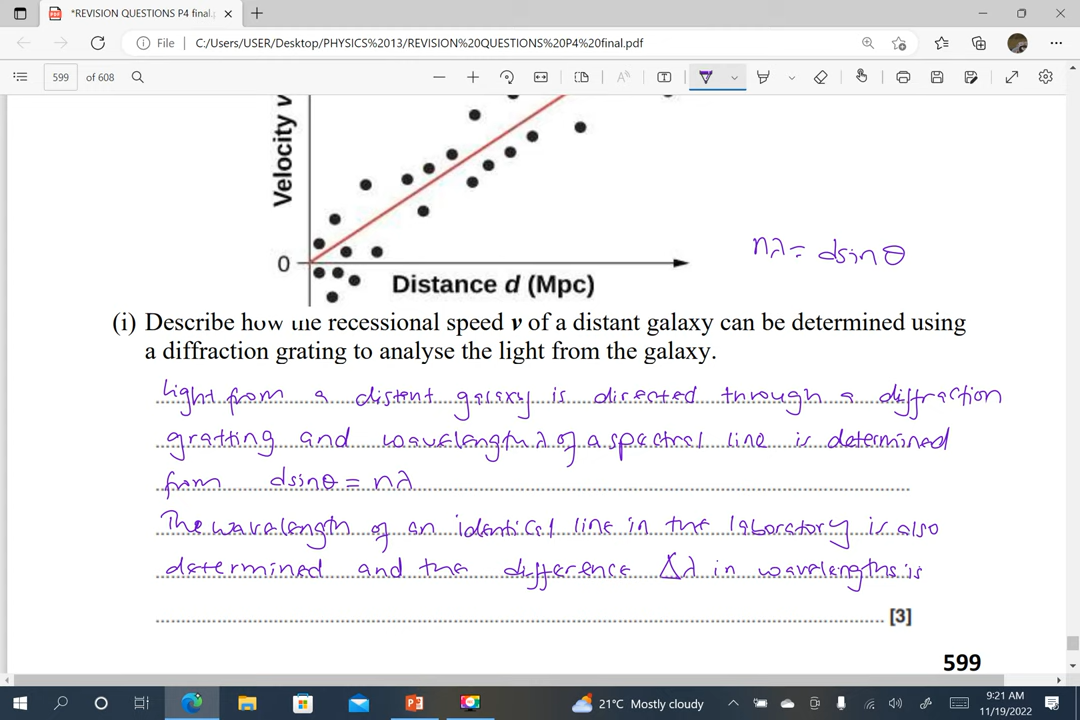 *REVISION QUESTIONS P4 final.
File
C:/Users/USER/Desktop/PHYSICS%2013/REVISION%20QUESTIONS%20P4%20final.pdf
599 of 608
Velocity v
0
Distance d (Mpc)
nλ = dsinθ
(i) Describe how the recessional speed v of a distant galaxy can be determined using
a diffraction grating to analyse the light from the galaxy.
light from a distant galaxy is directed through a diffraction
gratting and wavelength λ of a spectral line is determined
from dsinθ = nλ
The wavelength of an identical line in the laboratory is also
determined and the difference Δλ in wavelengths is
[3]
599
21°C Mostly cloudy
9:21 AM
11/19/2022